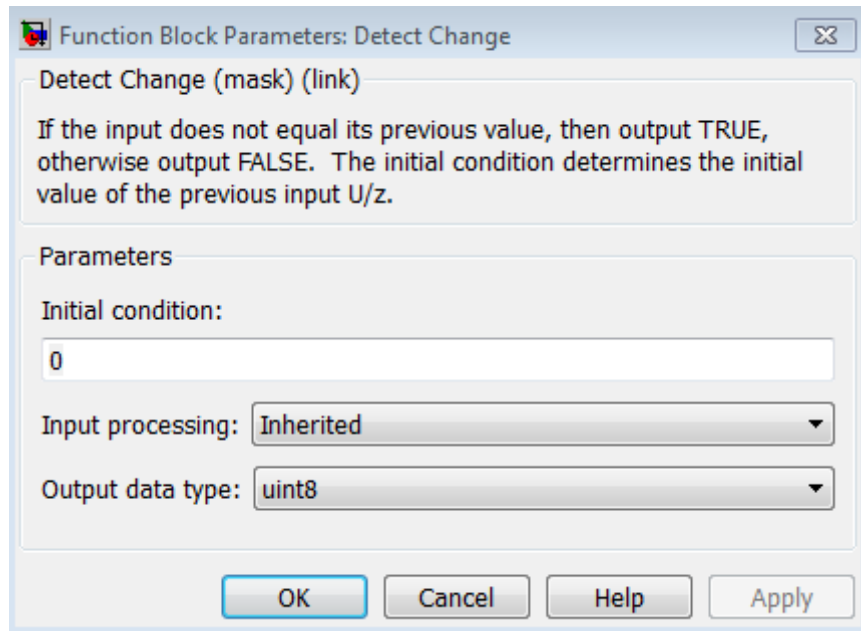 Function Block Parameters: Detect Change
Detect Change (mask) (link)
If the input does not equal its previous value, then output TRUE,
otherwise output FALSE.  The initial condition determines the initial
value of the previous input U/z.
Parameters
Initial condition:
0
Input processing: Inherited
Output data type: uint8
OK Cancel Help Apply